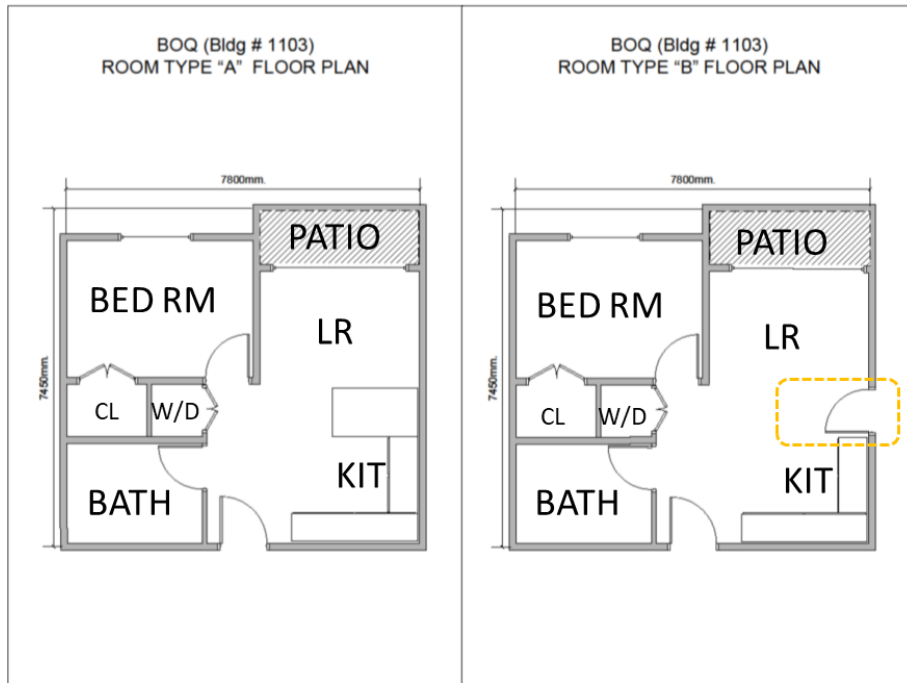 BOQ (Bldg # 1103)
ROOM TYPE “A” FLOOR PLAN
7800mm.
7450mm.
PATIO
BED RM
LR
CL
W/D
KIT
BATH
BOQ (Bldg # 1103)
ROOM TYPE “B” FLOOR PLAN
7800mm.
7450mm.
PATIO
BED RM
LR
CL
W/D
KIT
BATH